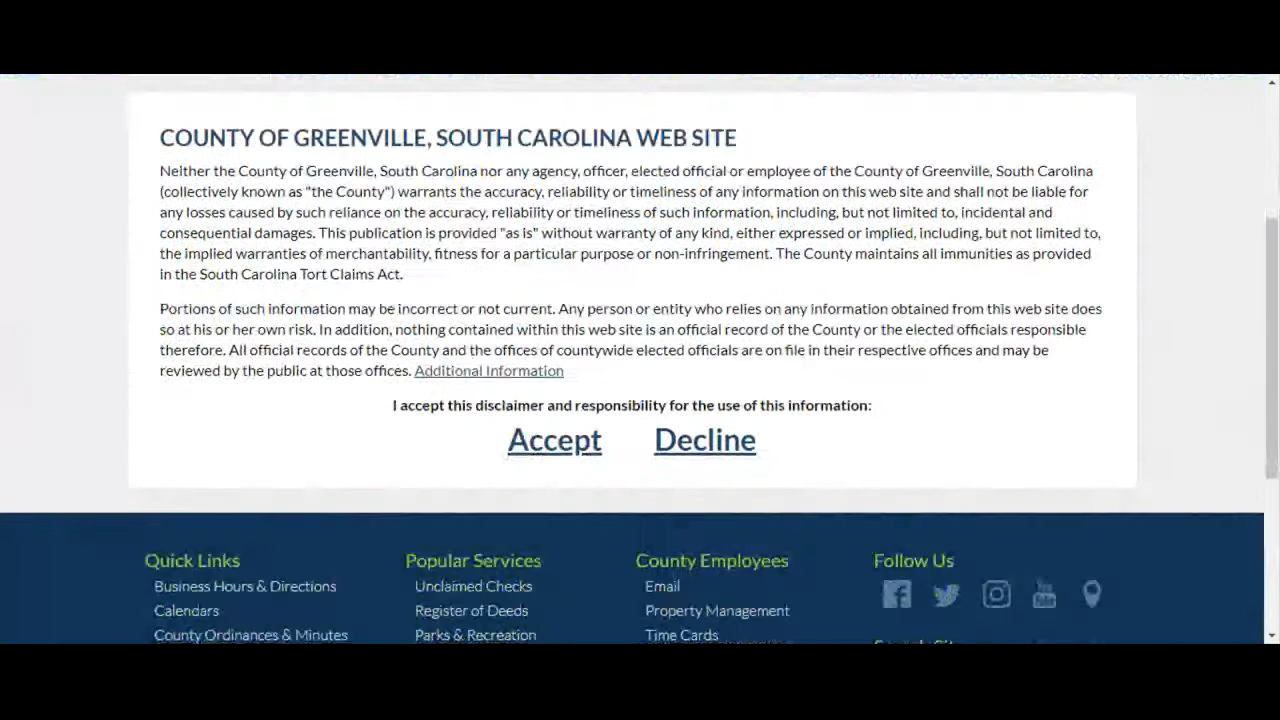 COUNTY OF GREENVILLE, SOUTH CAROLINA WEB SITE
Neither the County of Greenville, South Carolina nor any agency, officer, elected official or employee of the County of Greenville, South Carolina
(collectively known as "the County") warrants the accuracy, reliability or timeliness of any information on this web site and shall not be liable for
any losses caused by such reliance on the accuracy, reliability or timeliness of such information, including, but not limited to, incidental and
consequential damages. This publication is provided "as is" without warranty of any kind, either expressed or implied, including, but not limited to,
the implied warranties of merchantability, fitness for a particular purpose or non-infringement. The County maintains all immunities as provided
in the South Carolina Tort Claims Act.
Portions of such information may be incorrect or not current. Any person or entity who relies on any information obtained from this web site does
so at his or her own risk. In addition, nothing contained within this web site is an official record of the County or the elected officials responsible
therefore. All official records of the County and the offices of countywide elected officials are on file in their respective offices and may be
reviewed by the public at those offices. Additional Information
I accept this disclaimer and responsibility for the use of this information:
Accept Decline
Quick Links Popular Services County Employees Follow Us
Business Hours & Directions Unclaimed Checks Email
Calendars Register of Deeds Property Management
County Ordinances & Minutes Parks & Recreation Time Cards